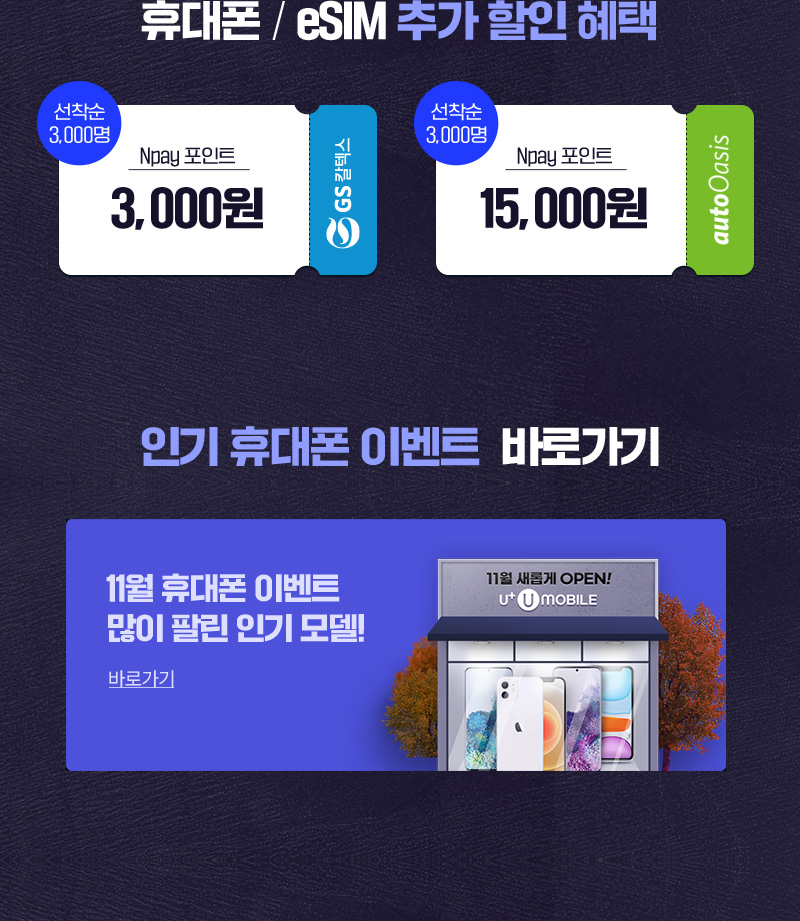 휴대폰 / eSIM 추가 할인 혜택
선착순
3,000명
Npay 포인트
3,000원
GS 칼텍스
선착순
3,000명
Npay 포인트
15,000원
autoOasis
인기 휴대폰 이벤트 바로가기
11월 휴대폰 이벤트
많이 팔린 인기 모델!
바로가기
11월 새롭게 OPEN!
U+ U MOBILE